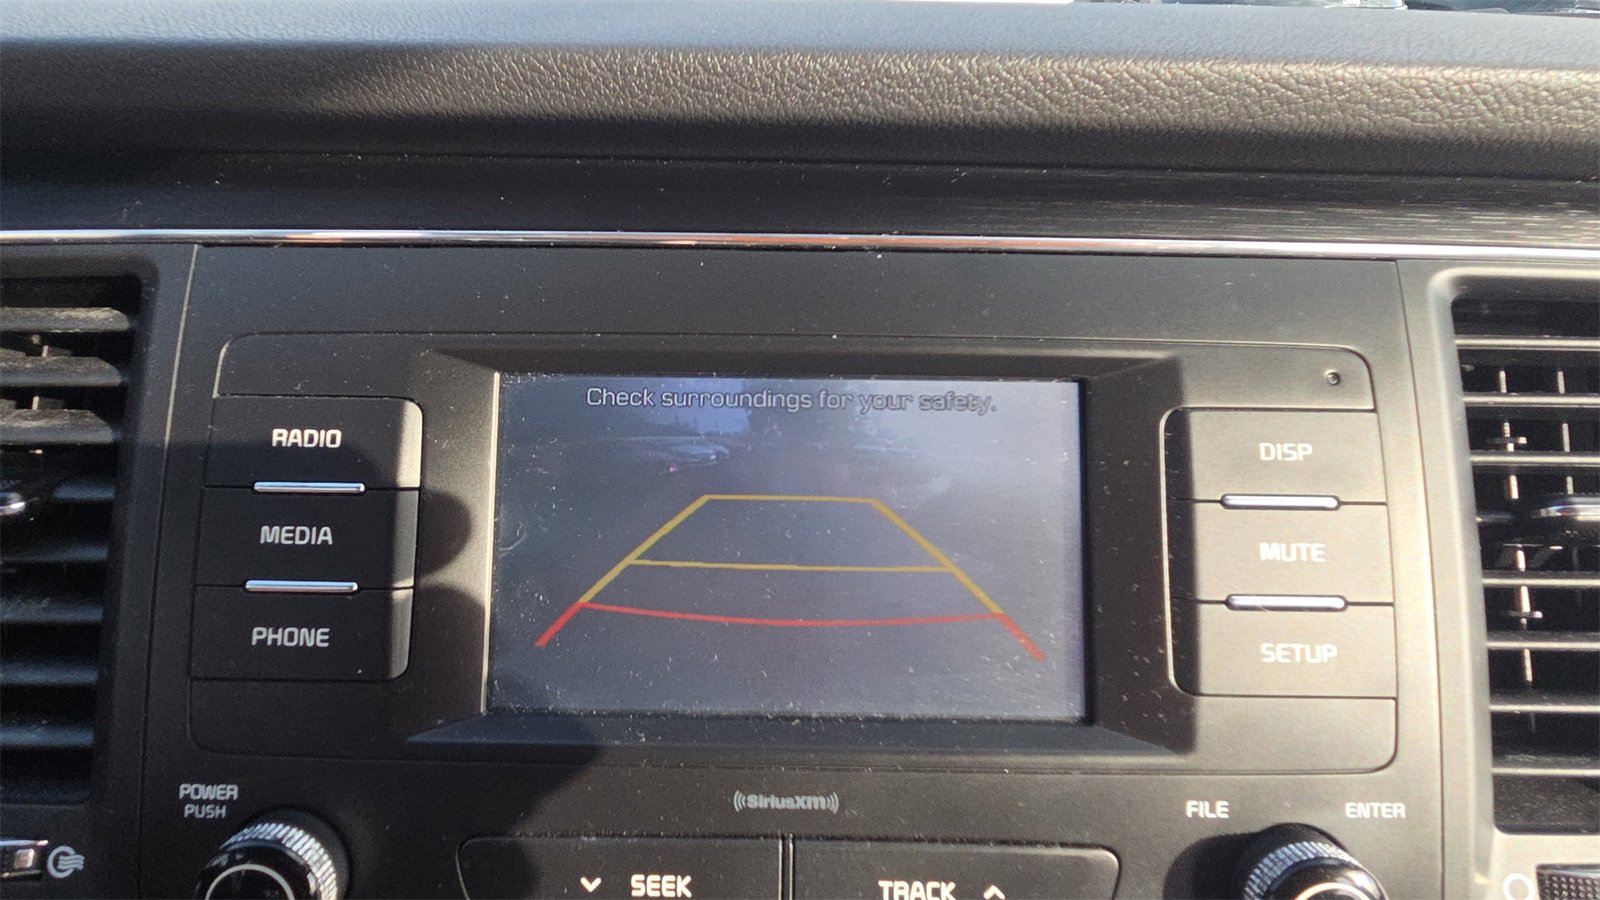 Check surroundings for your safety.
RADIO
MEDIA
PHONE
DISP
MUTE
SETUP
POWER
PUSH
SiriusXM
FILE
ENTER
SEEK
TRACK